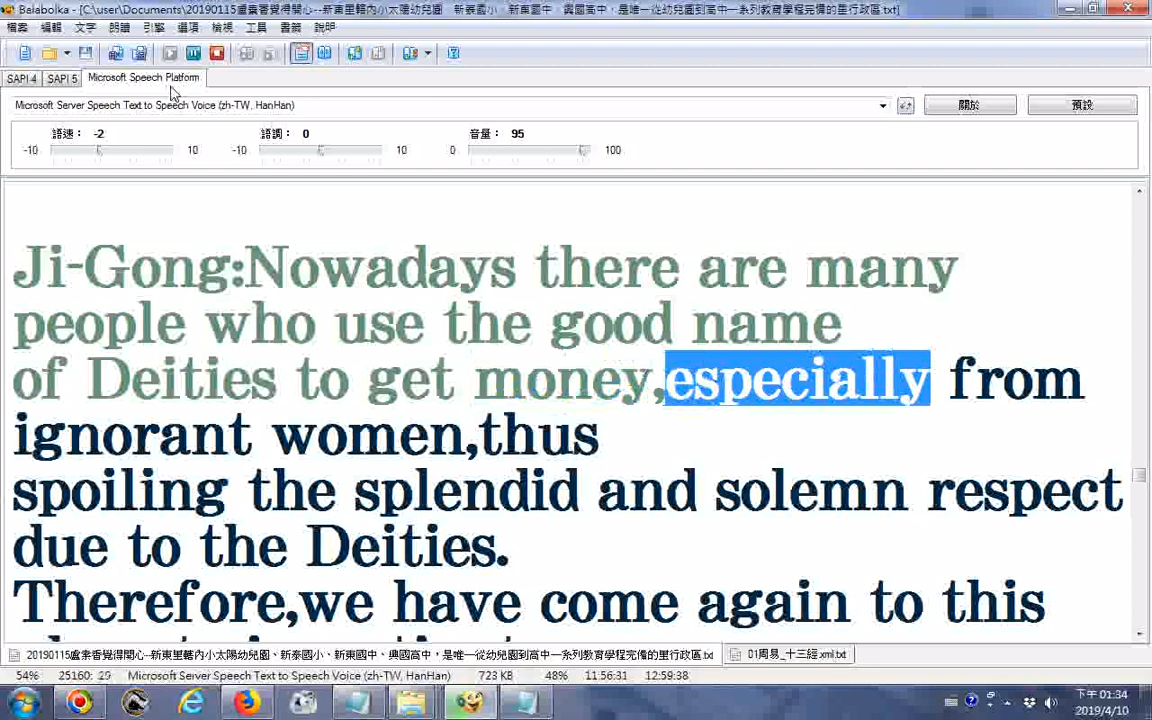 Balabolka - [C:\user\Documents\20190115盧素香覺得開心--新東里轄內小太陽幼兒園、新泰國小、新東國中、興國高中，是唯一從幼兒園到高中一系列教育學程完備的里行政區.txt]
檔案 編輯 文字 朗讀 引擎 選項 檢視 工具 書籤 說明
SAPI 4 SAPI 5 Microsoft Speech Platform
Microsoft Server Speech Text to Speech Voice (zh-TW, HanHan) 關於 預設
語速： -2 語調： 0 音量： 95
-10 10 -10 10 0 100
Ji-Gong:Nowadays there are many
people who use the good name
of Deities to get money,especially from
ignorant women,thus
spoiling the splendid and solemn respect
due to the Deities.
Therefore,we have come again to this
20190115盧素香覺得開心--新東里轄內小太陽幼兒園、新泰國小、新東國中、興國高中，是唯一從幼兒園到高中一系列教育學程完備的里行政區.txt 01周易_十三經.xml.txt
54% 25160: 29 Microsoft Server Speech Text to Speech Voice (zh-TW, HanHan) 723 KB 48% 11:56:31 12:59:38
下午 01:34
2019/4/10